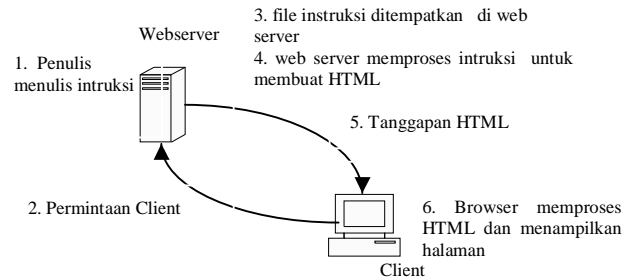 Webserver
1. Penulis
menulis intruksi
3. file instruksi ditempatkan di web
server
4. web server memproses intruksi untuk
membuat HTML
5. Tanggapan HTML
2. Permintaan Client
6. Browser memproses
HTML dan menampilkan
halaman
Client